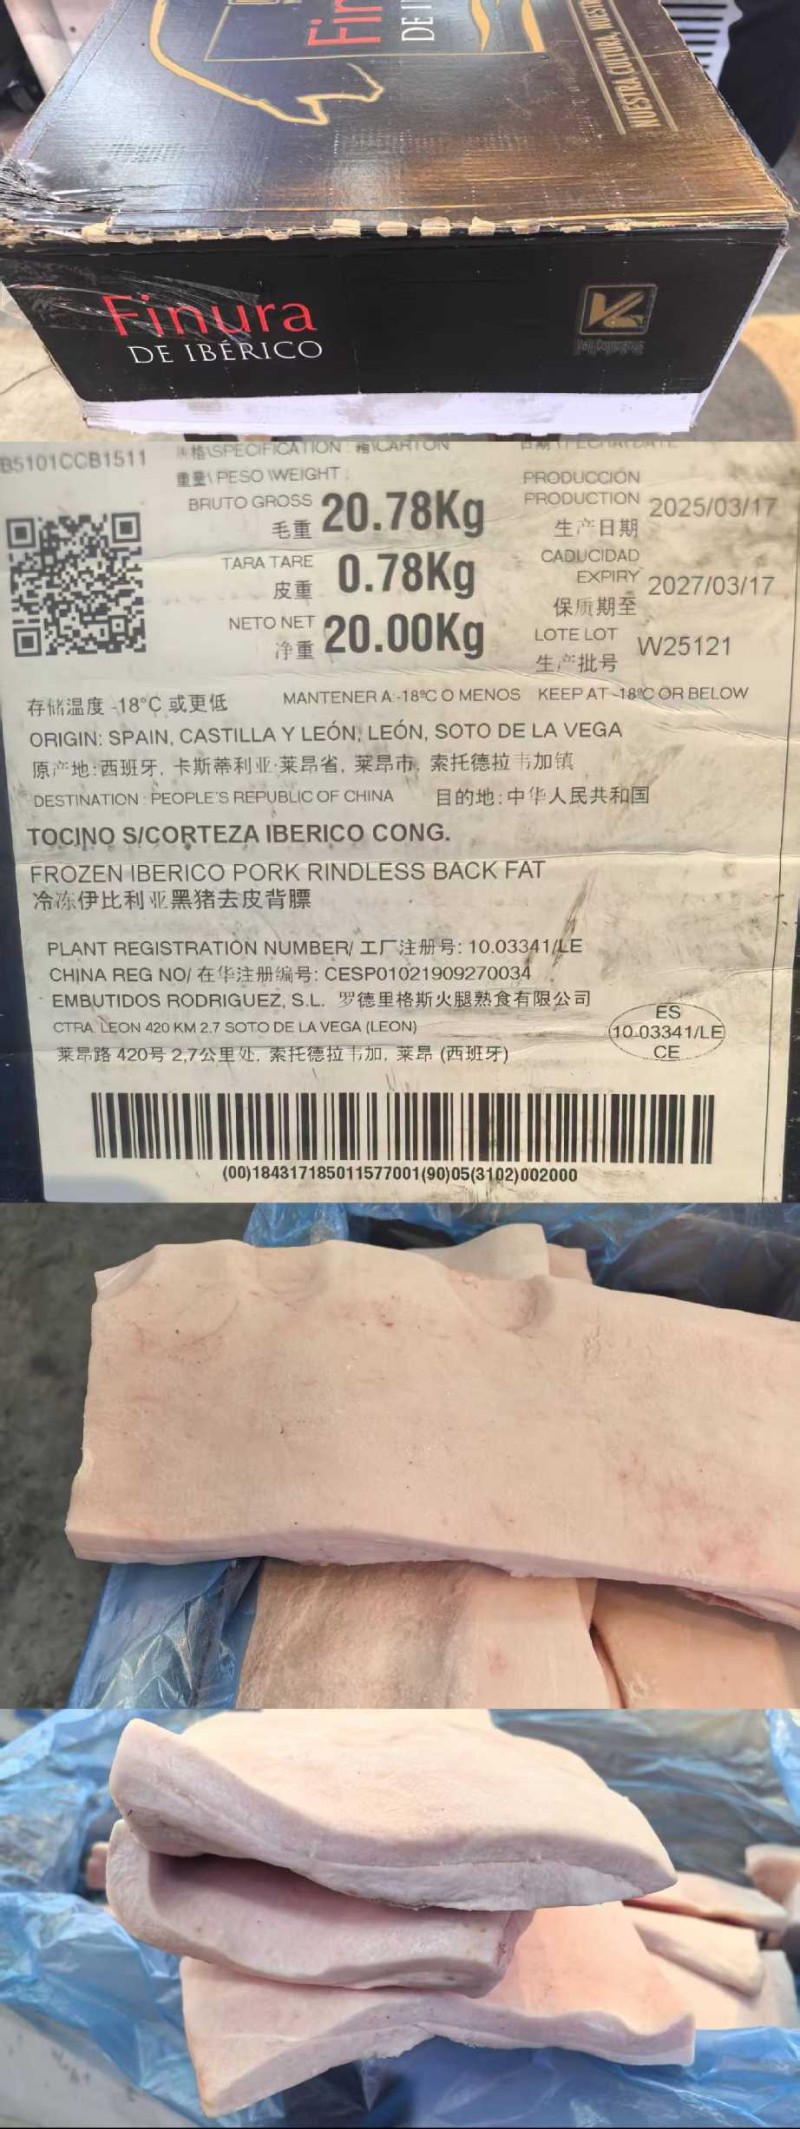 Fin
DE I
NUESTRA CULTURA, NUEST
Finura
DE IBÉRICO
B5101CCB1511
格\SPECIFICATION 箱\CARTON
日期 \FECHA\DATE
重量\ PESO \WEIGHT
BRUTO GROSS 20.78Kg
毛重
TARA TARE 0.78Kg
皮重
NETO NET 20.00Kg
净重
PRODUCCIÓN
PRODUCTION 2025/03/17
生产日期
CADUCIDAD
EXPIRY 2027/03/17
保质期至
LOTE LOT W25121
生产批号
存储温度 -18°C 或更低 MANTENER A -18ºC O MENOS KEEP AT -18ºC OR BELOW
ORIGIN: SPAIN, CASTILLA Y LEÓN, LEÓN, SOTO DE LA VEGA
原产地:西班牙, 卡斯蒂利亚·莱昂省, 莱昂市, 索托德拉韦加镇
DESTINATION : PEOPLE'S REPUBLIC OF CHINA 目的地:中华人民共和国
TOCINO S/CORTEZA IBERICO CONG.
FROZEN IBERICO PORK RINDLESS BACK FAT
冷冻伊比利亚黑猪去皮背膘
PLANT REGISTRATION NUMBER/ 工厂注册号: 10.03341/LE
CHINA REG NO/ 在华注册编号: CESP01021909270034
EMBUTIDOS RODRIGUEZ, S.L. 罗德里格斯火腿熟食有限公司
CTRA. LEON 420 KM 2.7 SOTO DE LA VEGA (LEON)
莱昂路 420号 2,7公里处, 索托德拉韦加, 莱昂 (西班牙)
ES
10.03341/LE
CE
(00)184317185011577001(90)05(3102)002000